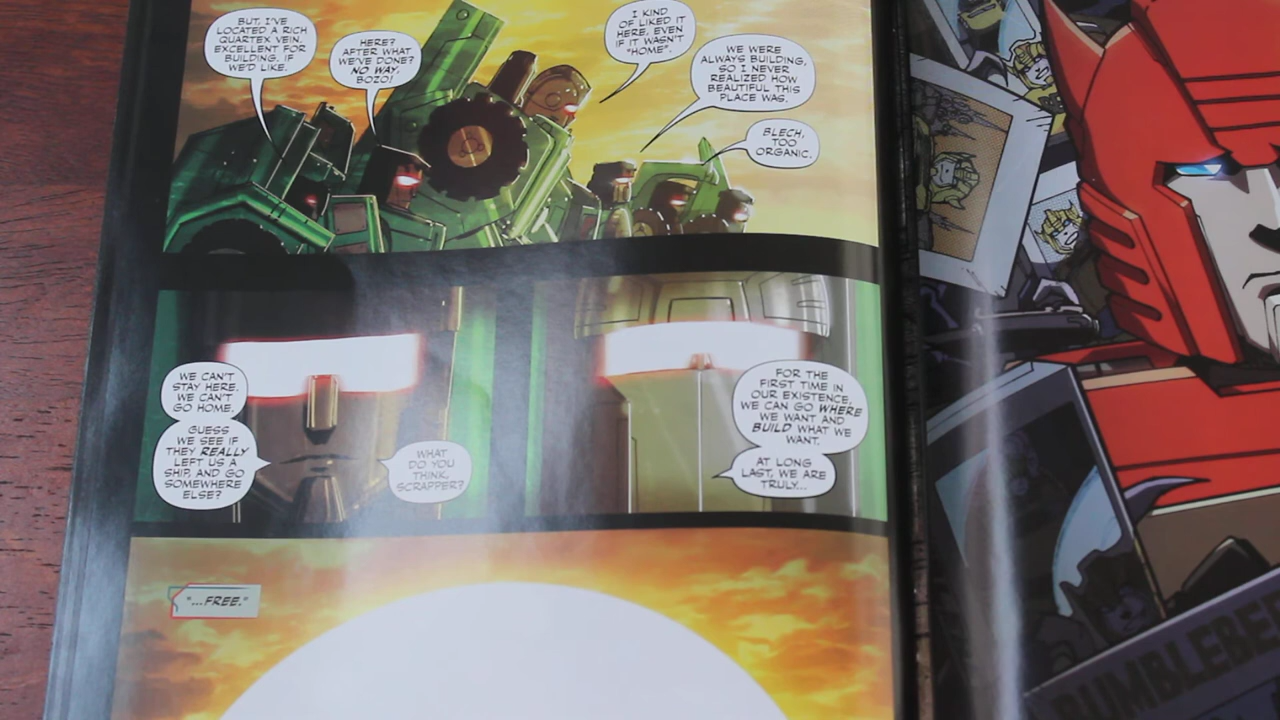 BUT, I'VE
LOCATED A RICH
QUARTEX VEIN.
EXCELLENT FOR
BUILDING. IF
WE'D LIKE.
HERE?
AFTER WHAT
WE'VE DONE?
NO WAY,
BOZO!
I KIND
OF LIKED IT
HERE, EVEN
IF IT WASN'T
"HOME".
WE WERE
ALWAYS BUILDING,
SO I NEVER
REALIZED HOW
BEAUTIFUL THIS
PLACE WAS.
BLECH,
TOO
ORGANIC.
WE CAN'T
STAY HERE.
WE CAN'T
GO HOME.
GUESS
WE SEE IF
THEY REALLY
LEFT US A
SHIP, AND GO
SOMEWHERE
ELSE?
WHAT
DO YOU
THINK,
SCRAPPER?
FOR THE
FIRST TIME IN
OUR EXISTENCE,
WE CAN GO WHERE
WE WANT AND
BUILD WHAT WE
WANT.
AT LONG
LAST, WE ARE
TRULY...
"...FREE."
BUMBLEBEE